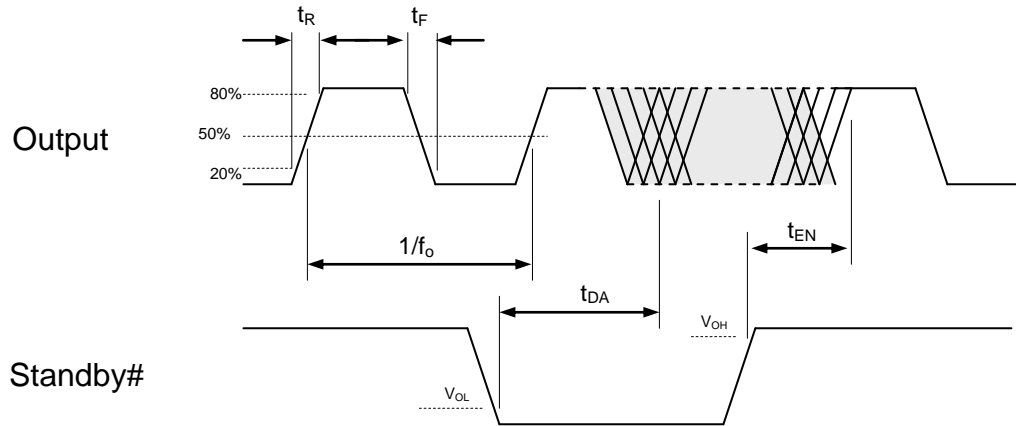 tR
tF
80%
Output
50%
20%
tEN
1/fo
tDA
VOH
Standby#
VOL